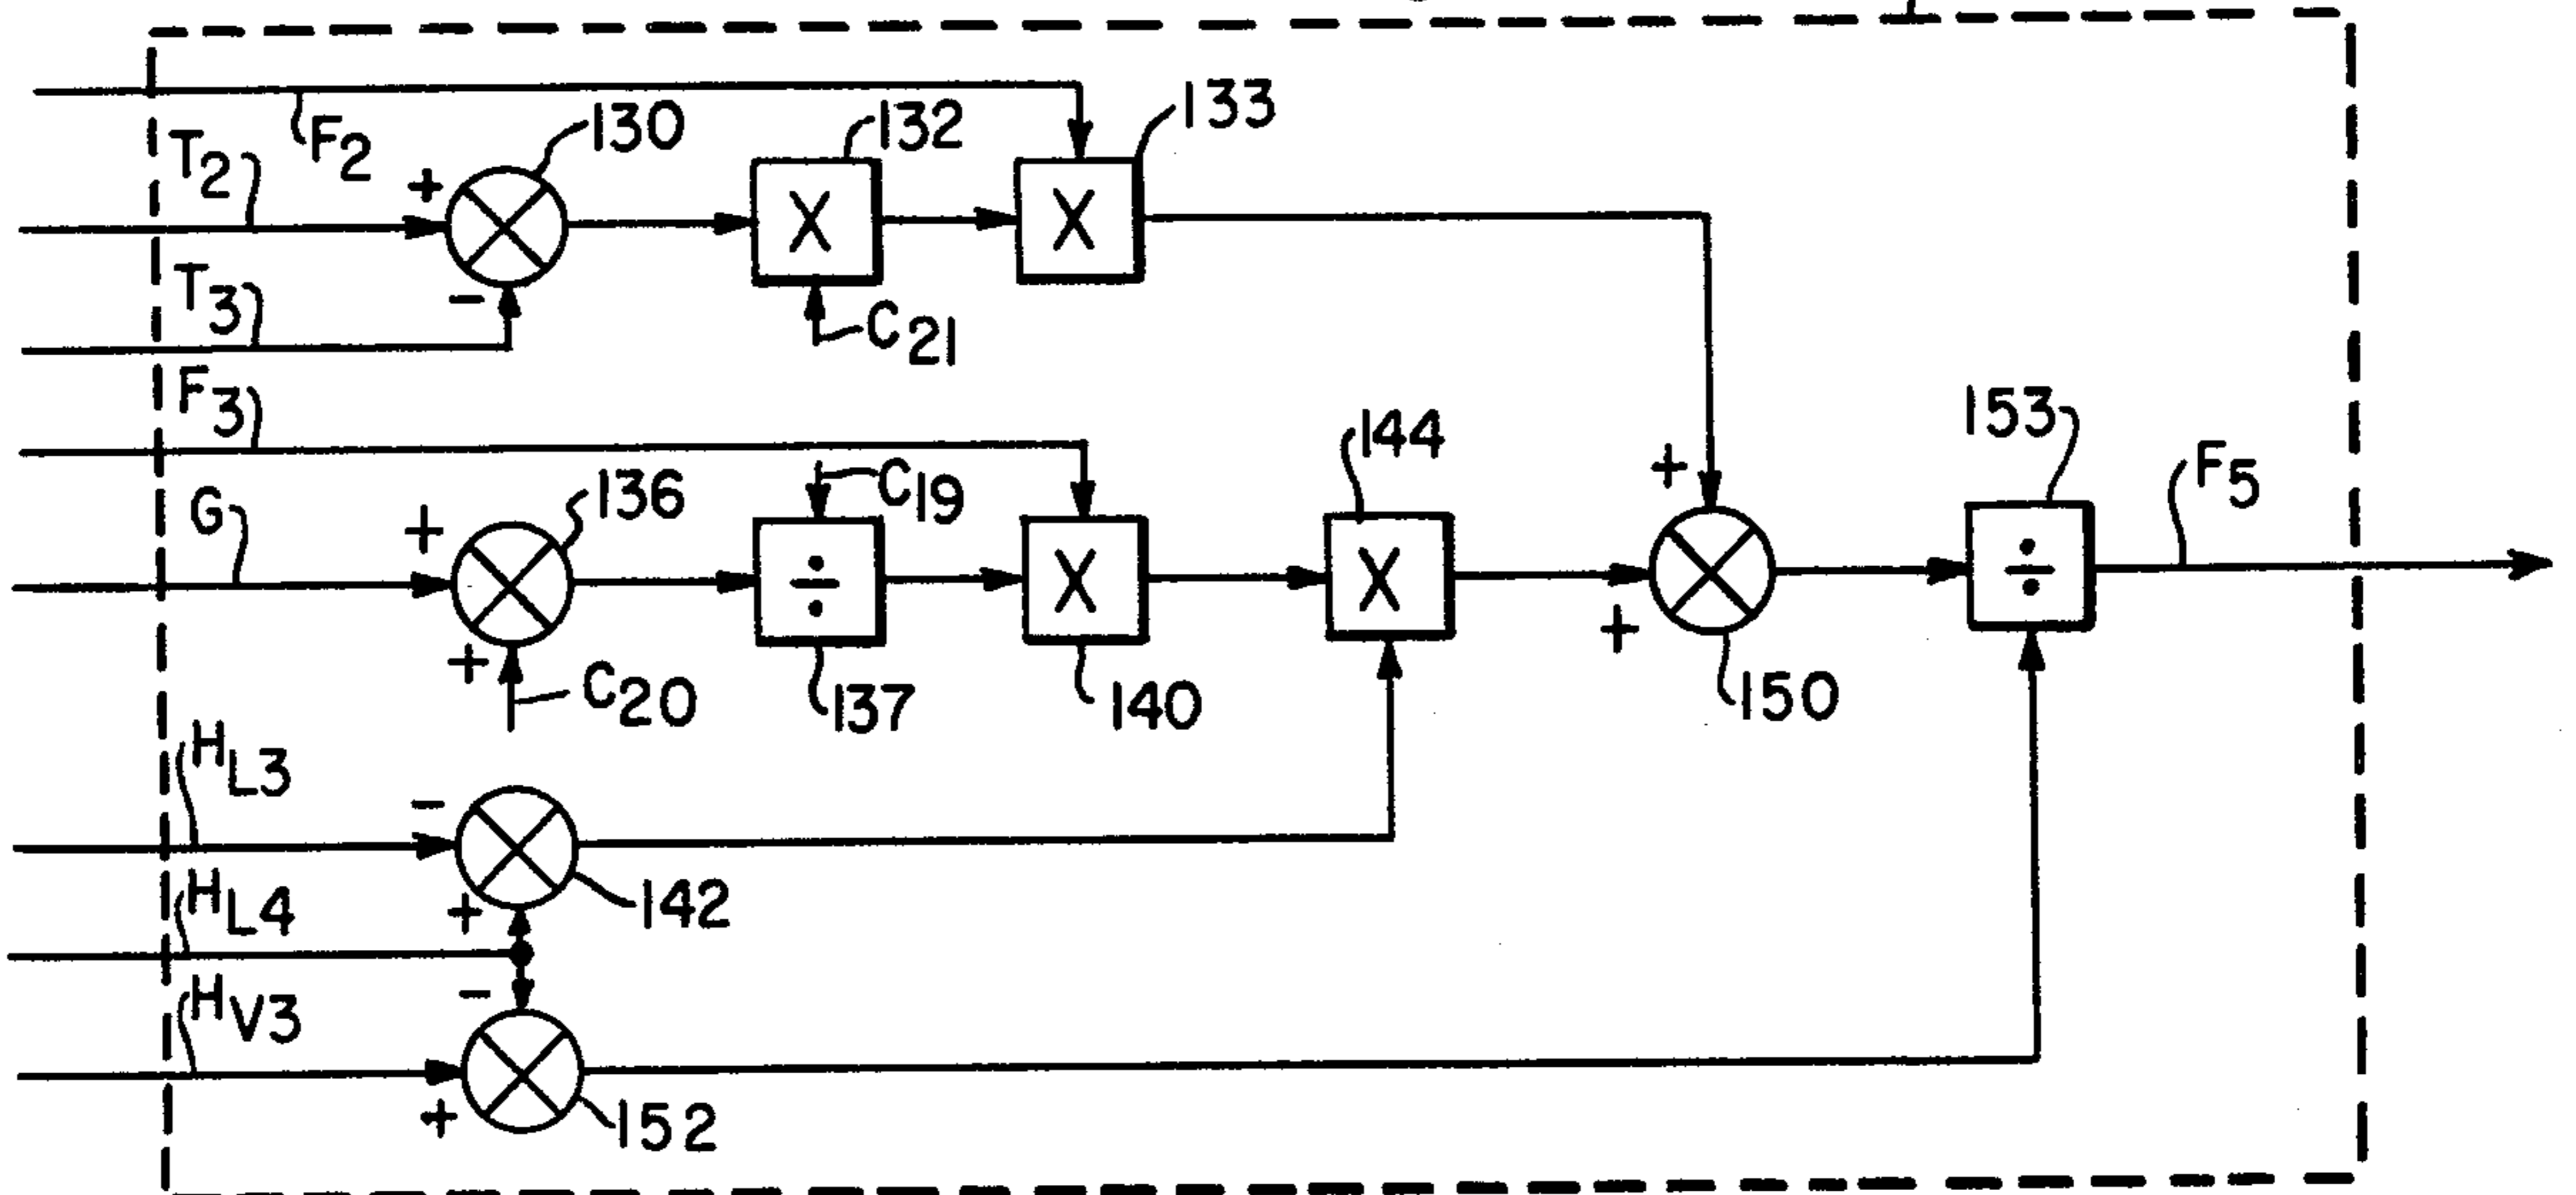 F2
130
132
133
T2
+
X
X
T3
-
C21
F3
144
153
F5
G
+
136
C19
+
÷
X
X
÷
+
C20
137
140
+
150
HL3
-
142
HL4
+
HV3
-
+
152